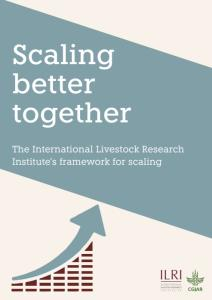 Scaling
better
together
The International Livestock Research
Institute's framework for scaling
ILRI
CGIAR